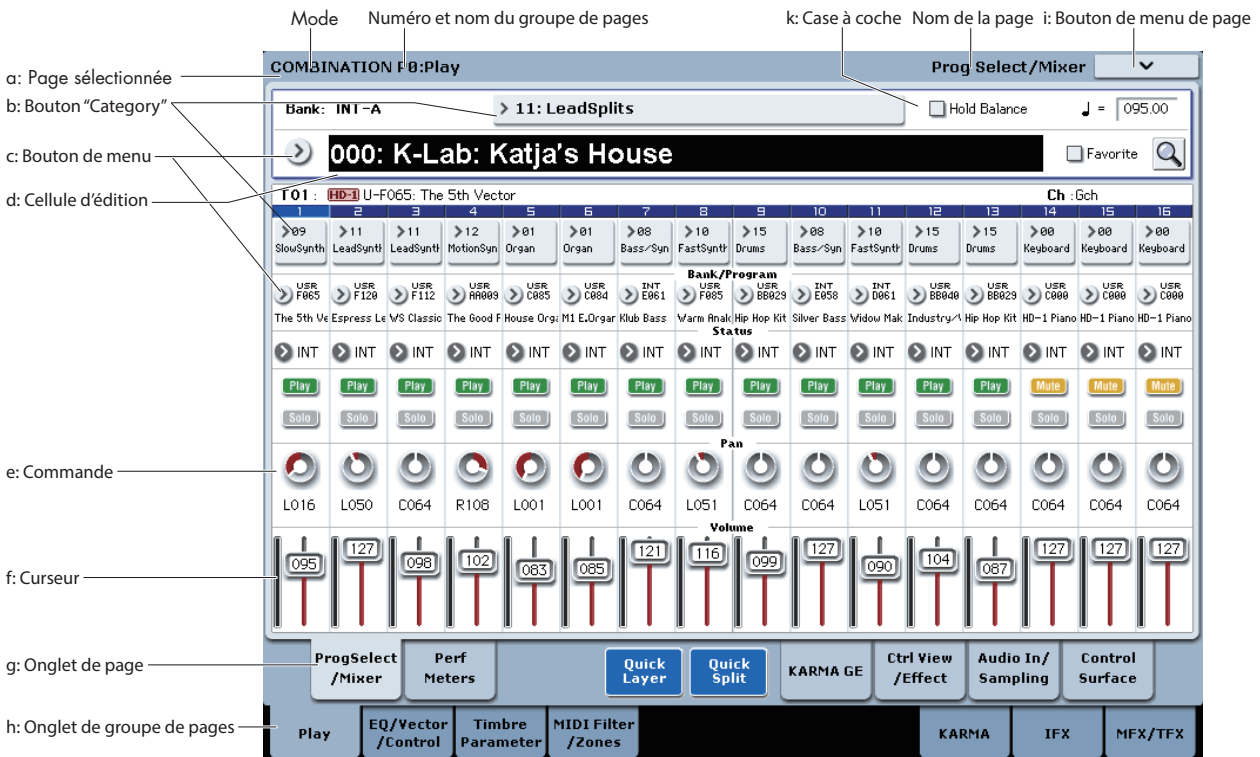 Mode Numéro et nom du groupe de pages k: Case à coche Nom de la page i: Bouton de menu de page
a: Page sélectionnée
b: Bouton “Category”
c: Bouton de menu
d: Cellule d’édition
e: Commande
f: Curseur
g: Onglet de page
h: Onglet de groupe de pages
COMBINATION P0:Play Prog Select/Mixer
Bank: INT-A > 11: LeadSplits Hold Balance ♩ = 095.00
000: K-Lab: Katja's House Favorite
T01 : HD-1 U-F065: The 5th Vector Ch :Gch
1 2 3 4 5 6 7 8 9 10 11 12 13 14 15 16
>09 >11 >11 >12 >01 >01 >08 >10 >15 >08 >10 >15 >15 >00 >00 >00
SlowSynth LeadSynth LeadSynth MotionSyn Organ Organ Bass/Syn FastSynth Drums Bass/Syn FastSynth Drums Drums Keyboard Keyboard Keyboard
Bank/Program
USR USR USR USR USR USR INT USR USR INT INT USR USR USR USR USR
F065 F120 F112 AA009 C085 C084 E061 F085 BB029 E058 D061 BB040 BB029 C000 C000 C000
The 5th Ve Espress Le WS Classic The Good F House Orga M1 E.Organ Klub Bass Warm Analo Hip Hop Kit Silver Bass Widow Mak Industry/ Hip Hop Kit HD-1 Piano HD-1 Piano HD-1 Piano
Status
INT INT INT INT INT INT INT INT INT INT INT INT INT INT INT INT
Play Play Play Play Play Play Play Play Play Play Play Play Play Mute Mute Mute
Solo Solo Solo Solo Solo Solo Solo Solo Solo Solo Solo Solo Solo Solo Solo Solo
Pan
L016 L050 C064 R108 L001 L001 C064 L051 C064 C064 L051 C064 C064 C064 C064 C064
Volume
095 127 098 102 083 085 121 116 099 127 090 104 087 127 127 127
ProgSelect
/Mixer
Perf
Meters
Quick
Layer
Quick
Split
KARMA GE
Ctrl View
/Effect
Audio In/
Sampling
Control
Surface
Play
EQ/Vector
/Control
Timbre
Parameter
MIDI Filter
/Zones
KARMA
IFX
MFX/TFX